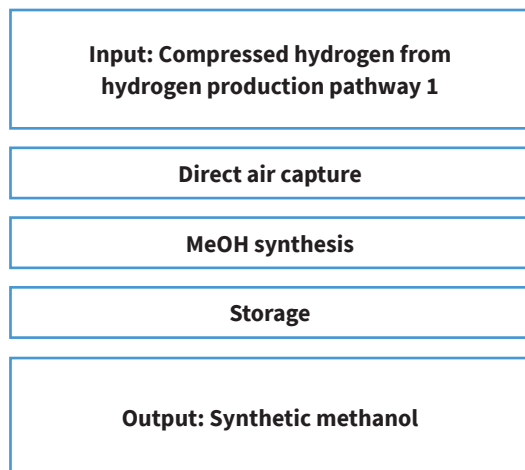 Input: Compressed hydrogen from
hydrogen production pathway 1
Direct air capture
MeOH synthesis
Storage
Output: Synthetic methanol